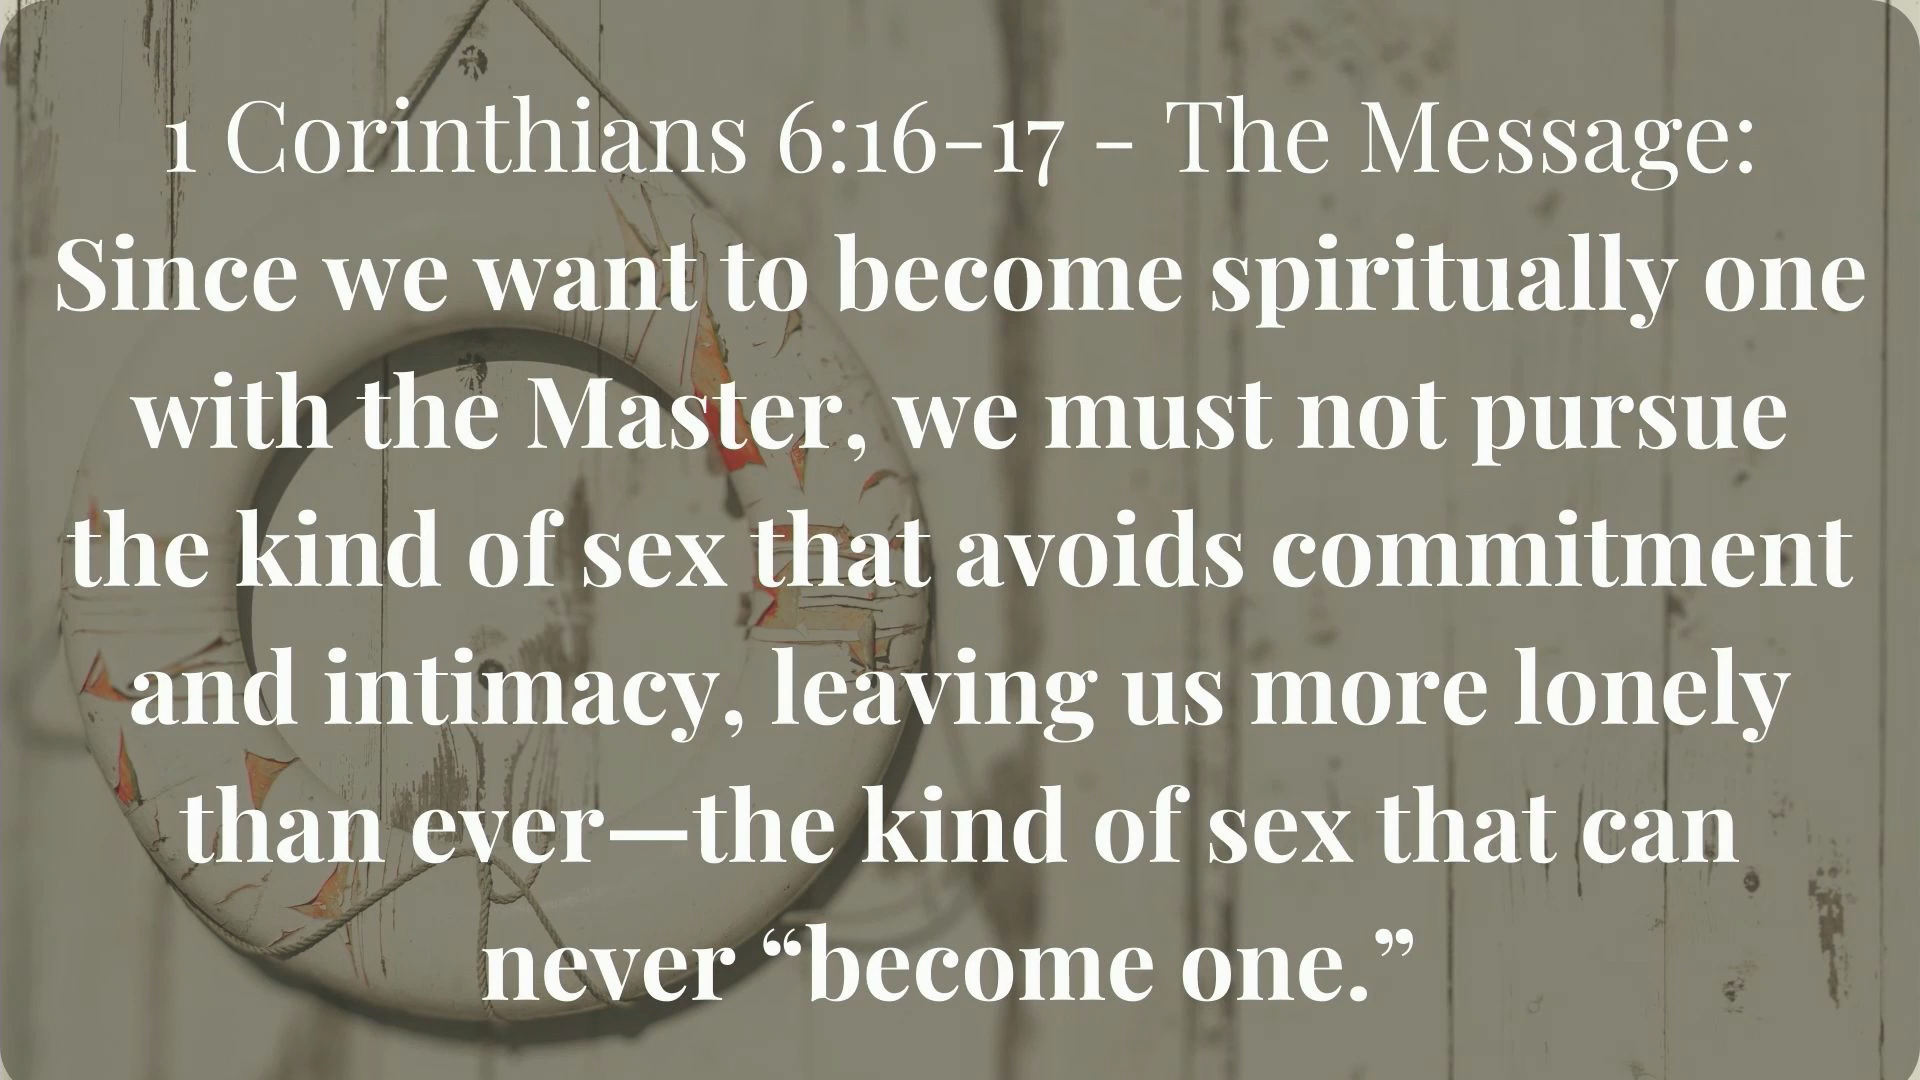 1 Corinthians 6:16-17 - The Message:
Since we want to become spiritually one
with the Master, we must not pursue
the kind of sex that avoids commitment
and intimacy, leaving us more lonely
than ever—the kind of sex that can
never “become one.”